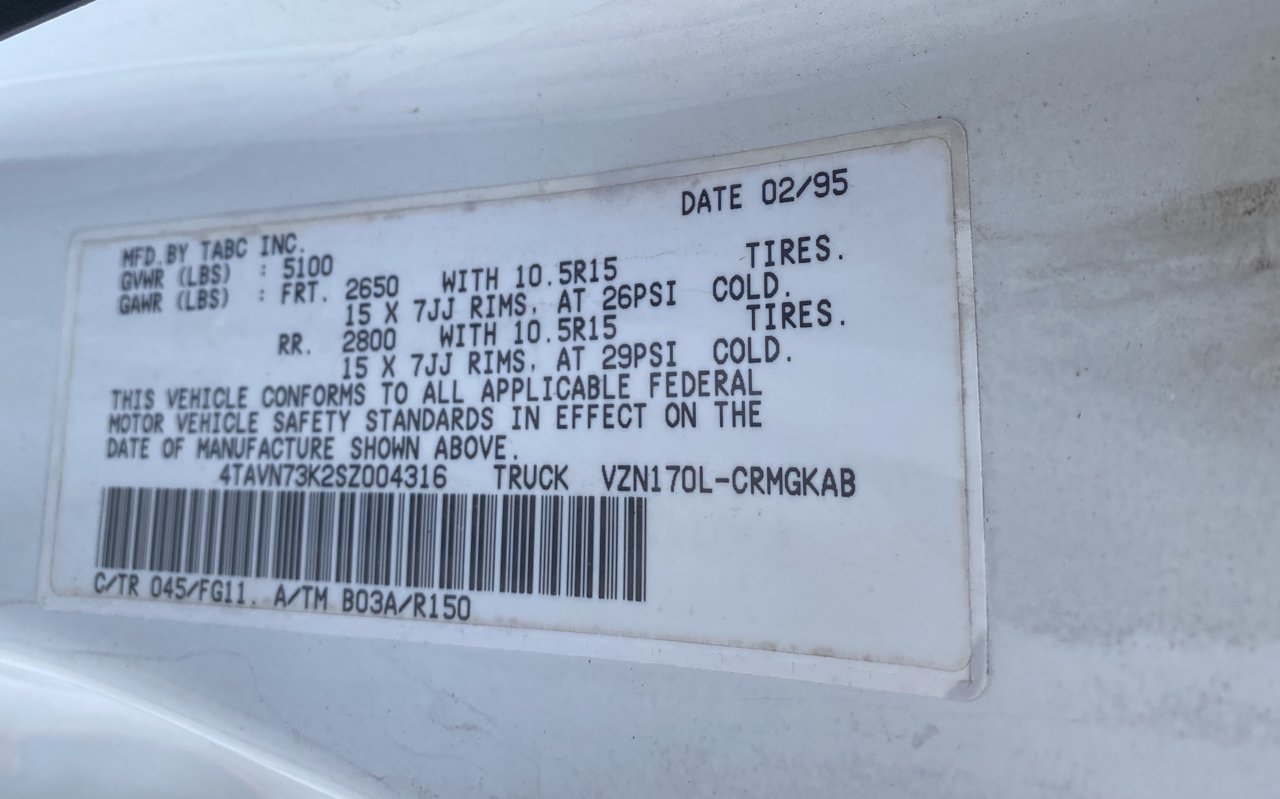 DATE 02/95
MFD.BY TABC INC.
GVWR (LBS) : 5100
GAWR (LBS) : FRT. 2650 WITH 10.5R15 TIRES.
15 X 7JJ RIMS, AT 26PSI COLD.
RR. 2800 WITH 10.5R15 TIRES.
15 X 7JJ RIMS, AT 29PSI COLD.
THIS VEHICLE CONFORMS TO ALL APPLICABLE FEDERAL
MOTOR VEHICLE SAFETY STANDARDS IN EFFECT ON THE
DATE OF MANUFACTURE SHOWN ABOVE.
4TAVN73K2SZ004316 TRUCK VZN170L-CRMGKAB
C/TR 045/FG11, A/TM B03A/R150